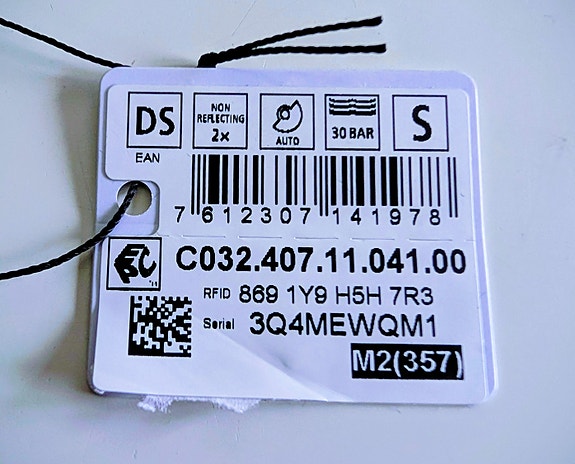 DS
NON
REFLECTING
2x
AUTO
30 BAR
S
EAN
7 612307 141978
C032.407.11.041.00
RFID 869 1Y9 H5H 7R3
Serial 3Q4MEWQM1
M2(357)